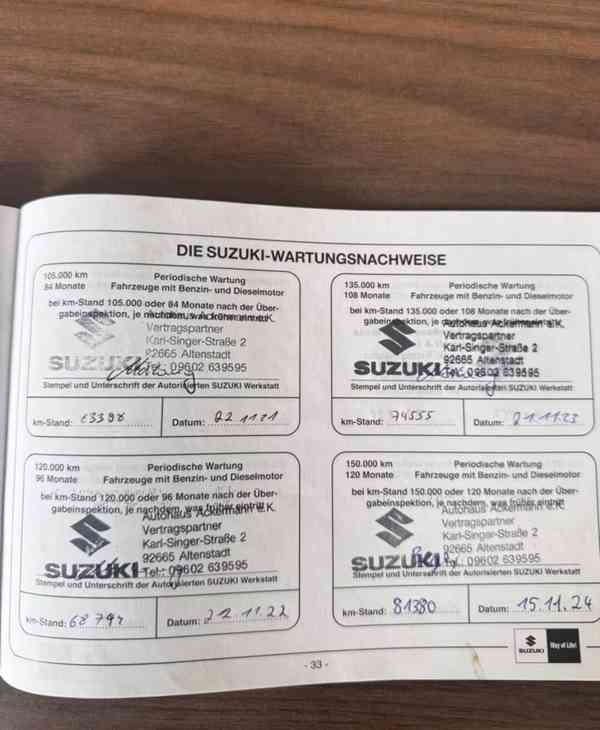 DIE SUZUKI-WARTUNGSNACHWEISE
105.000 km Periodische Wartung
84 Monate Fahrzeuge mit Benzin- und Dieselmotor
bei km-Stand 105.000 oder 84 Monate nach der Über-
gabeinspektion, je nachdem, was früher eintritt
Autohaus Ackermann e.K.
Vertragspartner
Karl-Singer-Straße 2
92665 Altenstadt
SUZUKI Tel.: 09602 639595
Stempel und Unterschrift der Autorisierten SUZUKI Werkstatt
km-Stand: 63398 Datum: 22.11.21
135.000 km Periodische Wartung
108 Monate Fahrzeuge mit Benzin- und Dieselmotor
bei km-Stand 135.000 oder 108 Monate nach der Über-
gabeinspektion, je nachdem, was früher eintritt
Autohaus Ackermann e.K.
Vertragspartner
Karl-Singer-Straße 2
92665 Altenstadt
SUZUKI Tel.: 09602 639595
Stempel und Unterschrift der Autorisierten SUZUKI Werkstatt
km-Stand: 74555 Datum: 21.11.23
120.000 km Periodische Wartung
96 Monate Fahrzeuge mit Benzin- und Dieselmotor
bei km-Stand 120.000 oder 96 Monate nach der Über-
gabeinspektion, je nachdem, was früher eintritt
Autohaus Ackermann e.K.
Vertragspartner
Karl-Singer-Straße 2
92665 Altenstadt
SUZUKI Tel.: 09602 639595
Stempel und Unterschrift der Autorisierten SUZUKI Werkstatt
km-Stand: 68794 Datum: 22.11.22
150.000 km Periodische Wartung
120 Monate Fahrzeuge mit Benzin- und Dieselmotor
bei km-Stand 150.000 oder 120 Monate nach der Über-
gabeinspektion, je nachdem, was früher eintritt
Autohaus Ackermann e.K.
Vertragspartner
Karl-Singer-Straße 2
92665 Altenstadt
SUZUKI Tel.: 09602 639595
Stempel und Unterschrift der Autorisierten SUZUKI Werkstatt
km-Stand: 81380 Datum: 15.11.24
SUZUKI Way of Life!
- 33 -